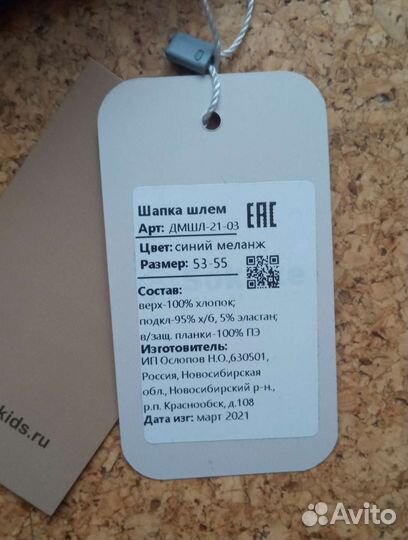 Шапка шлем
Арт: ДМШЛ-21-03
EAC
Цвет: синий меланж
Размер: 53-55
Состав:
верх-100% хлопок;
подкл-95% х/б, 5% эластан;
в/защ. планки-100% ПЭ
Изготовитель:
ИП Ослопов Н.О.,630501,
Россия, Новосибирская
обл., Новосибирский р-н.,
р.п. Краснообск, д.108
Дата изг: март 2021
kids.ru
Avito